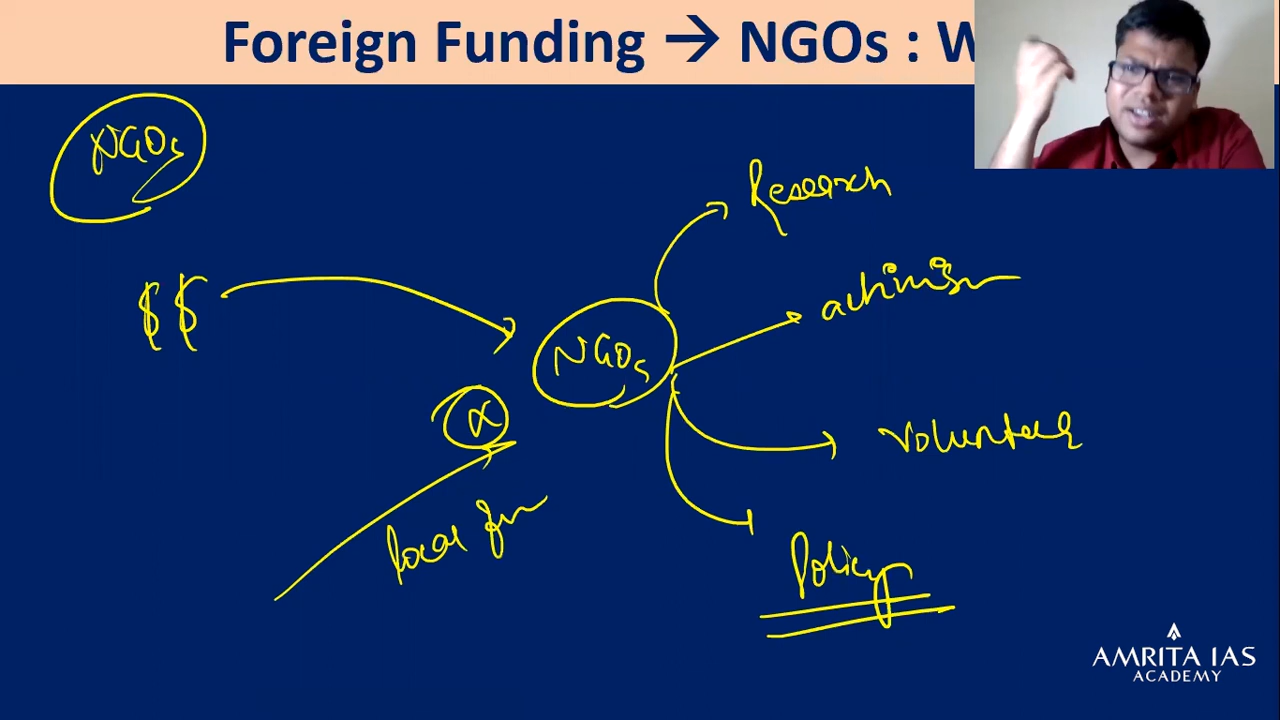 Foreign Funding → NGOs : W
NGOs
Research
$$
activism
NGOs
volunteer
local fun
Policy
AMRITA IAS
ACADEMY